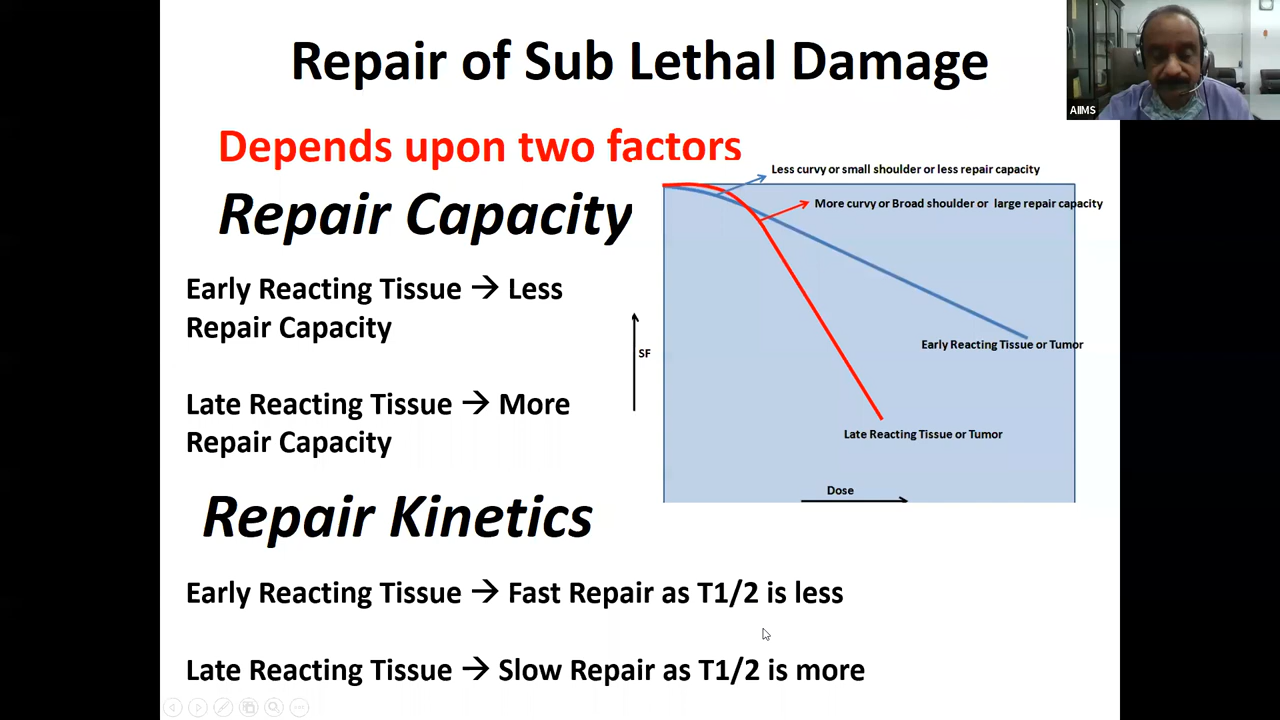 Repair of Sub Lethal Damage
AIIMS
Depends upon two factors
Repair Capacity
Early Reacting Tissue → Less
Repair Capacity
Late Reacting Tissue → More
Repair Capacity
Less curvy or small shoulder or less repair capacity
More curvy or Broad shoulder or large repair capacity
SF
Early Reacting Tissue or Tumor
Late Reacting Tissue or Tumor
Dose
Repair Kinetics
Early Reacting Tissue → Fast Repair as T1/2 is less
Late Reacting Tissue → Slow Repair as T1/2 is more